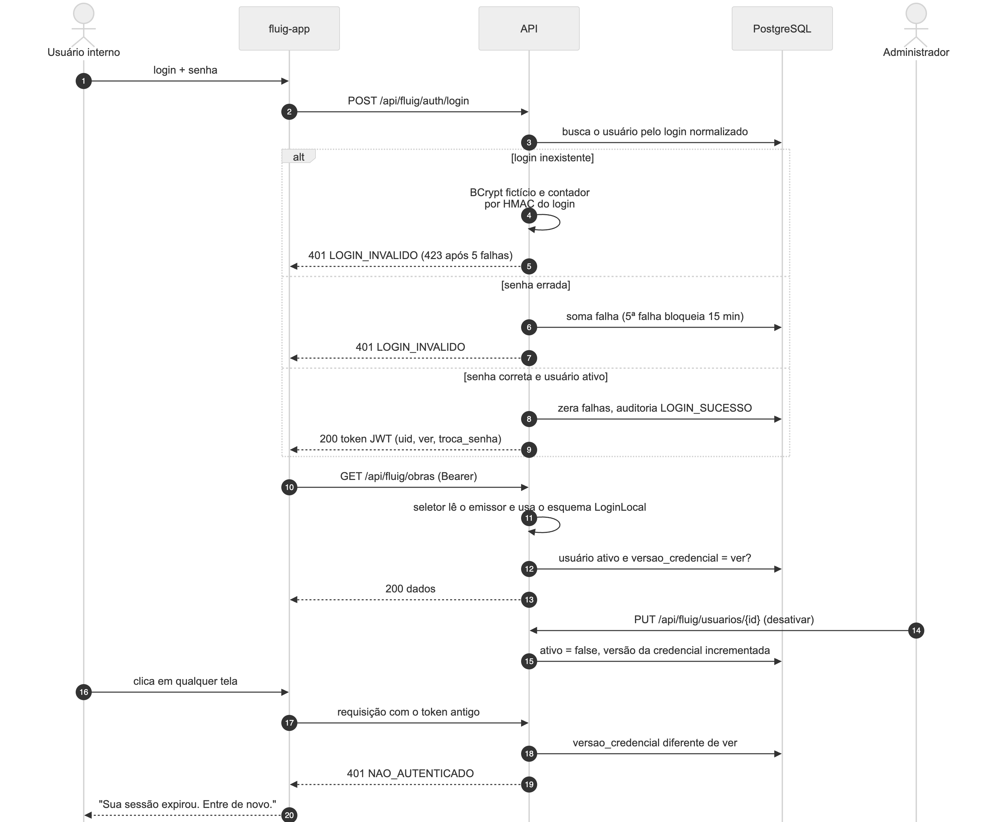 Usuário interno
fluig-app
API
PostgreSQL
Administrador
login + senha
1
POST /api/fluig/auth/login
2
busca o usuário pelo login normalizado
3
alt
[login inexistente]
BCrypt fictício e contador
por HMAC do login
4
401 LOGIN_INVALIDO (423 após 5 falhas)
5
[senha errada]
soma falha (5ª falha bloqueia 15 min)
6
401 LOGIN_INVALIDO
7
[senha correta e usuário ativo]
zera falhas, auditoria LOGIN_SUCESSO
8
200 token JWT (uid, ver, troca_senha)
9
GET /api/fluig/obras (Bearer)
10
seletor lê o emissor e usa o esquema LoginLocal
11
usuário ativo e versao_credencial = ver?
12
200 dados
13
PUT /api/fluig/usuarios/{id} (desativar)
14
ativo = false, versão da credencial incrementada
15
clica em qualquer tela
16
requisição com o token antigo
17
versao_credencial diferente de ver
18
401 NAO_AUTENTICADO
19
"Sua sessão expirou. Entre de novo."
20